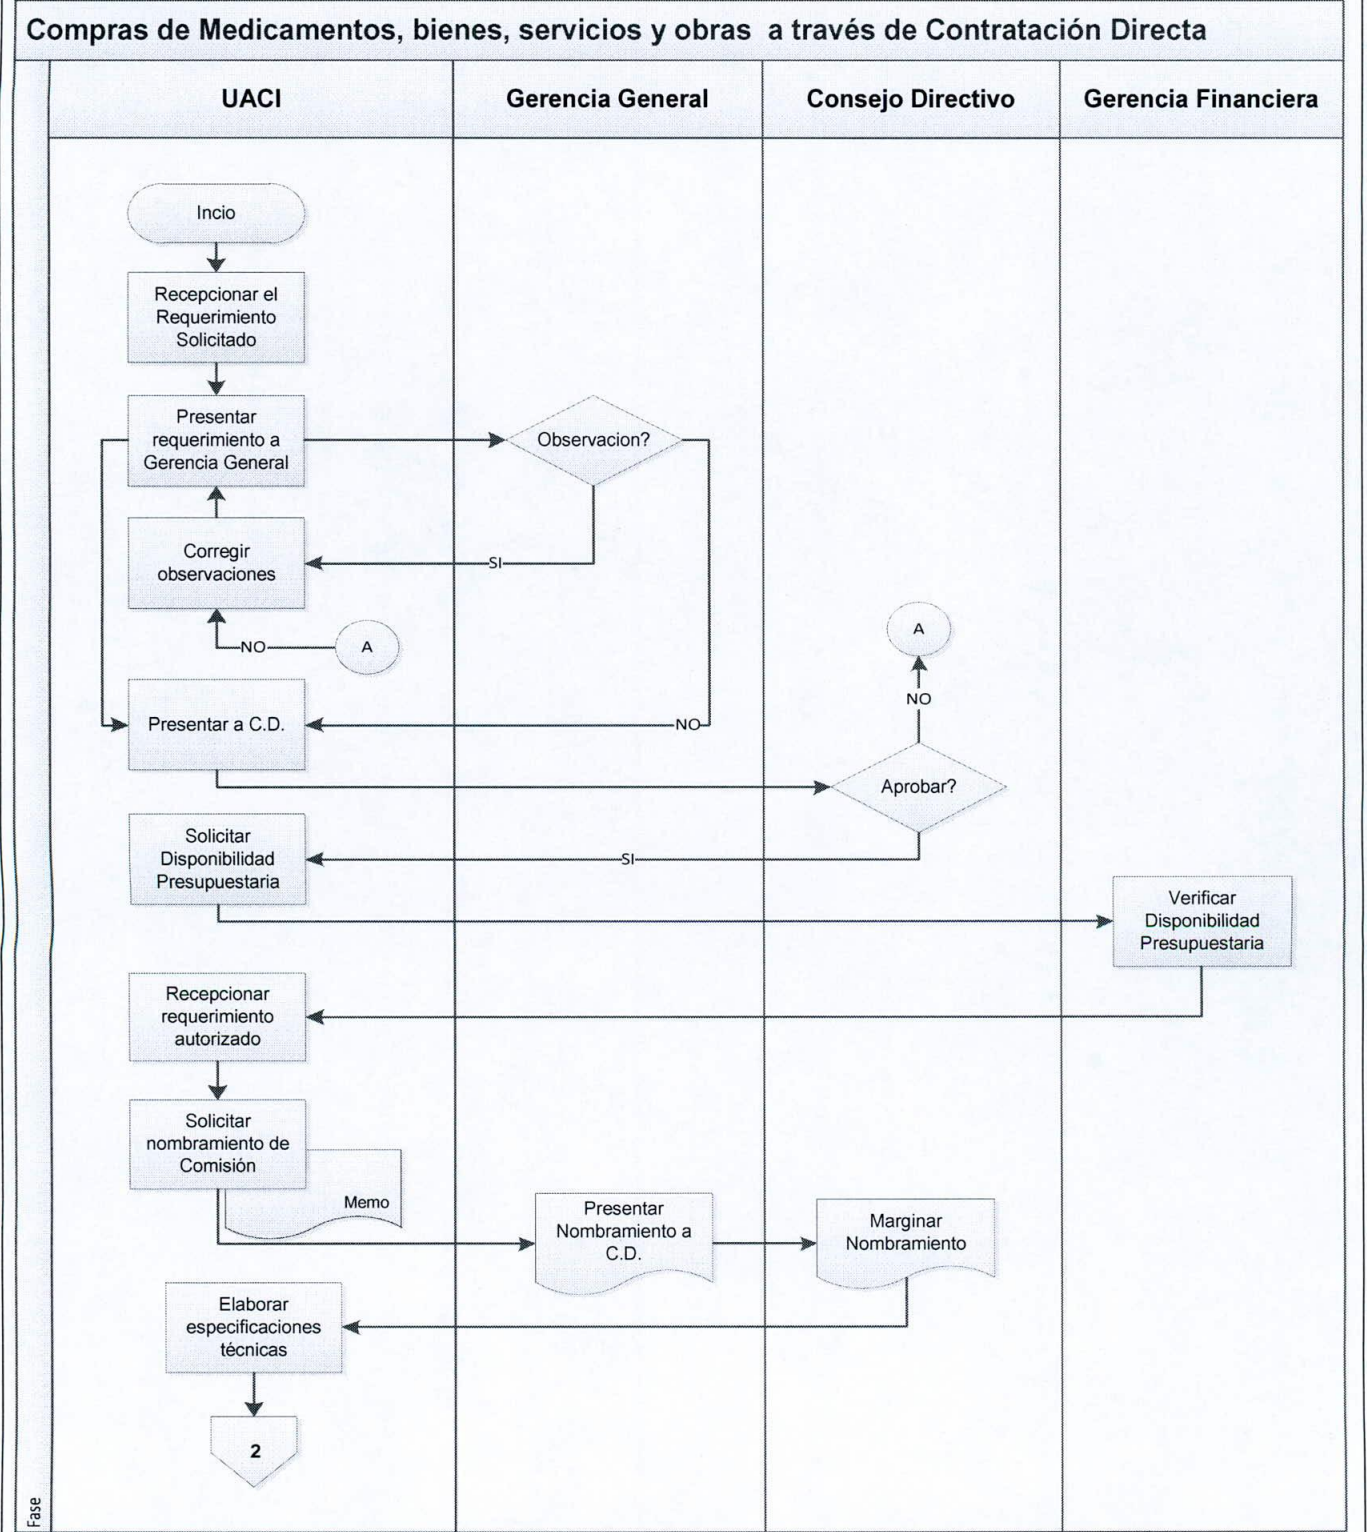 Compras de Medicamentos, bienes, servicios y obras a través de Contratación Directa
UACI
Gerencia General
Consejo Directivo
Gerencia Financiera
Incio
Recepcionar el
Requerimiento
Solicitado
Presentar
requerimiento a
Gerencia General
Observacion?
Corregir
observaciones
SI
NO
A
A
NO
Presentar a C.D.
NO
Aprobar?
Solicitar
Disponibilidad
Presupuestaria
SI
Verificar
Disponibilidad
Presupuestaria
Recepcionar
requerimiento
autorizado
Solicitar
nombramiento de
Comisión
Memo
Presentar
Nombramiento a
C.D.
Marginar
Nombramiento
Elaborar
especificaciones
técnicas
2
Fase